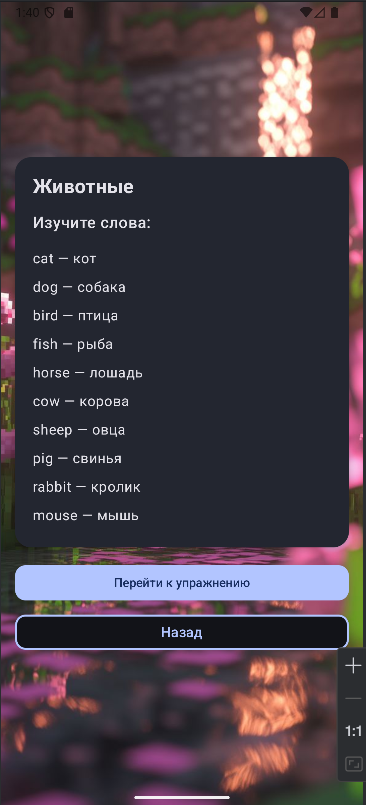 1:40
Животные
Изучите слова:
cat — кот
dog — собака
bird — птица
fish — рыба
horse — лошадь
cow — корова
sheep — овца
pig — свинья
rabbit — кролик
mouse — мышь
Перейти к упражнению
Назад
1:1